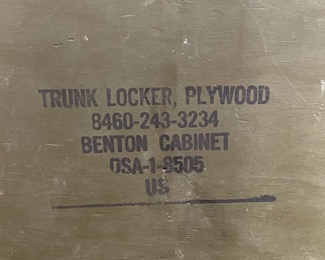 TRUNK LOCKER, PLYWOOD
8460-243-3234
BENTON CABINET
DSA-1-8505
US